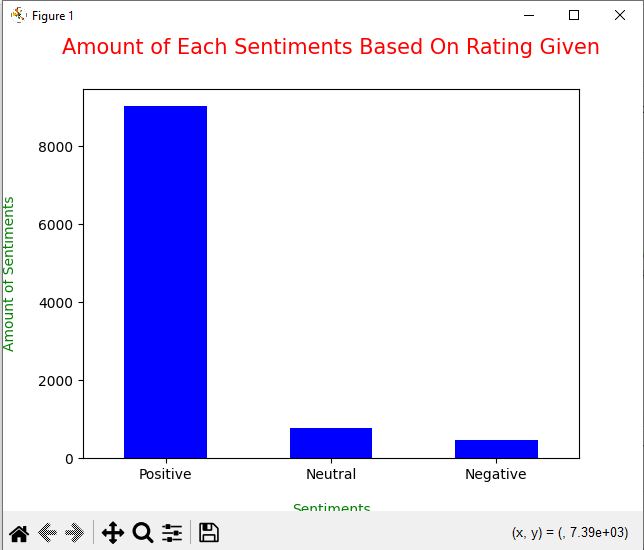 Figure 1
Amount of Each Sentiments Based On Rating Given
8000
6000
4000
2000
0
Amount of Sentiments
Positive Neutral Negative
Sentiments
(x, y) = (, 7.39e+03)